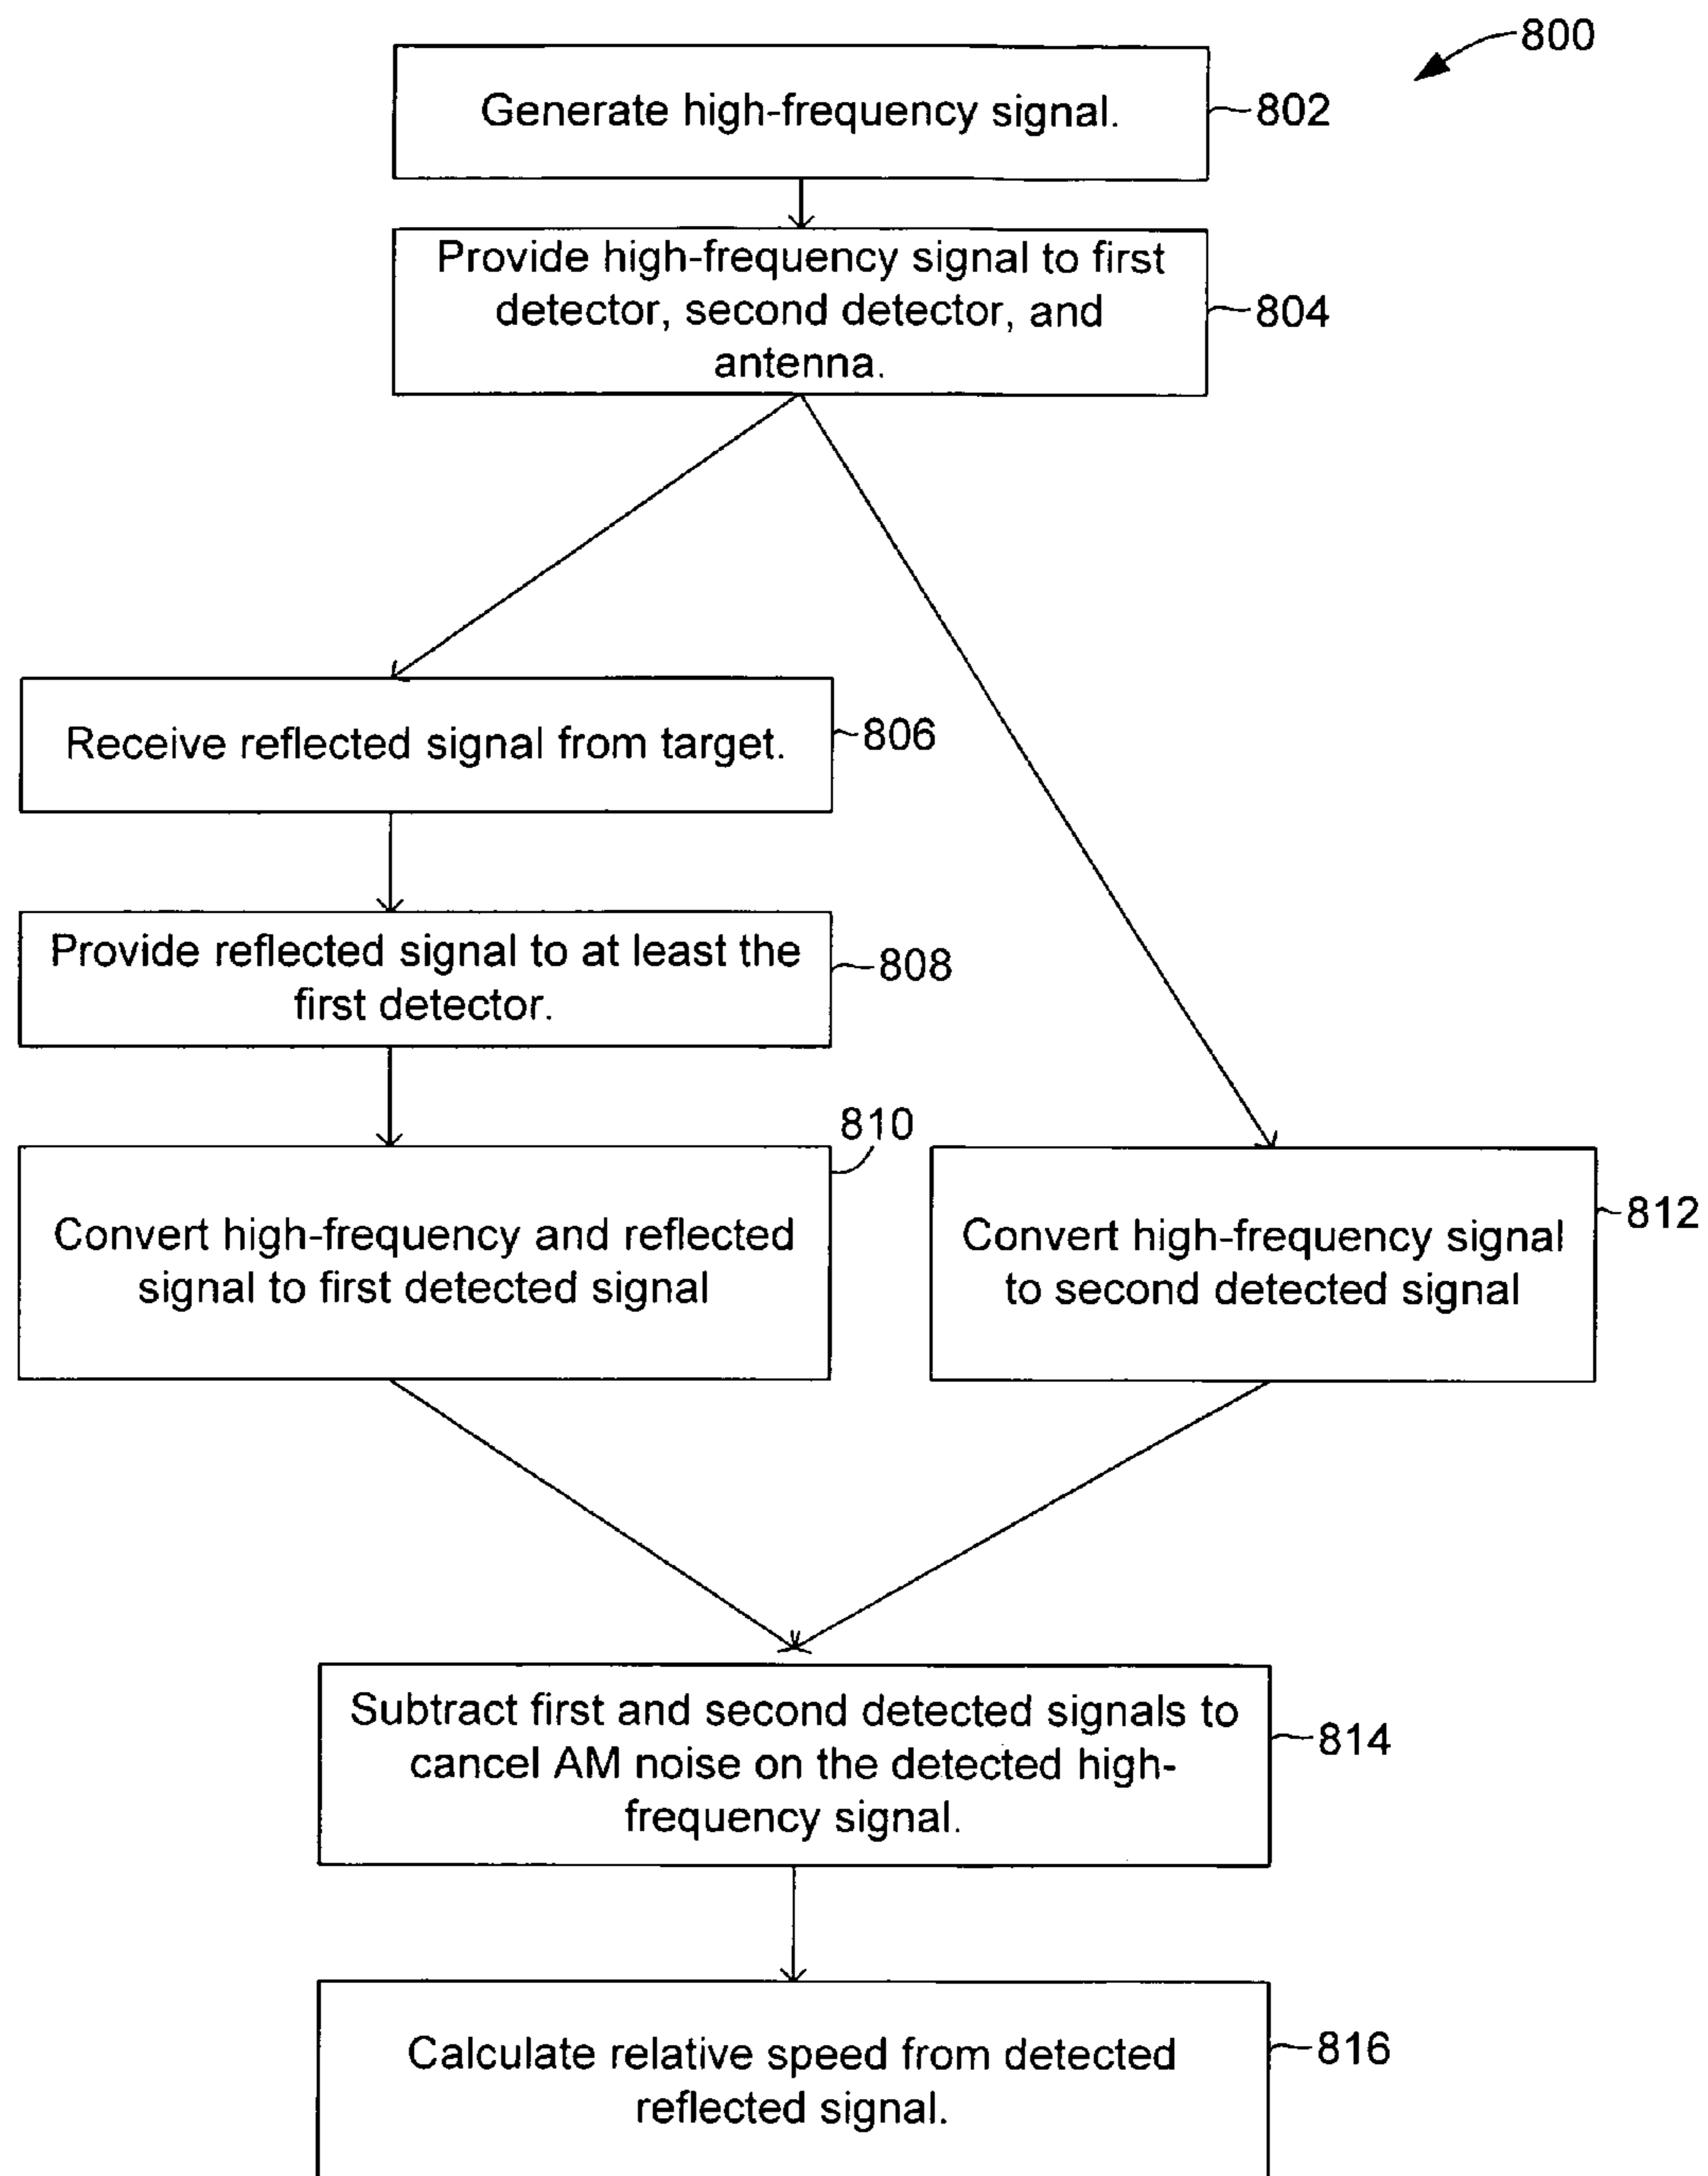 800
Generate high-frequency signal.
802
Provide high-frequency signal to first
detector, second detector, and
antenna.
804
Receive reflected signal from target.
806
Provide reflected signal to at least the
first detector.
808
810
Convert high-frequency and reflected
signal to first detected signal
Convert high-frequency signal
to second detected signal
812
Subtract first and second detected signals to
cancel AM noise on the detected high-
frequency signal.
814
Calculate relative speed from detected
reflected signal.
816